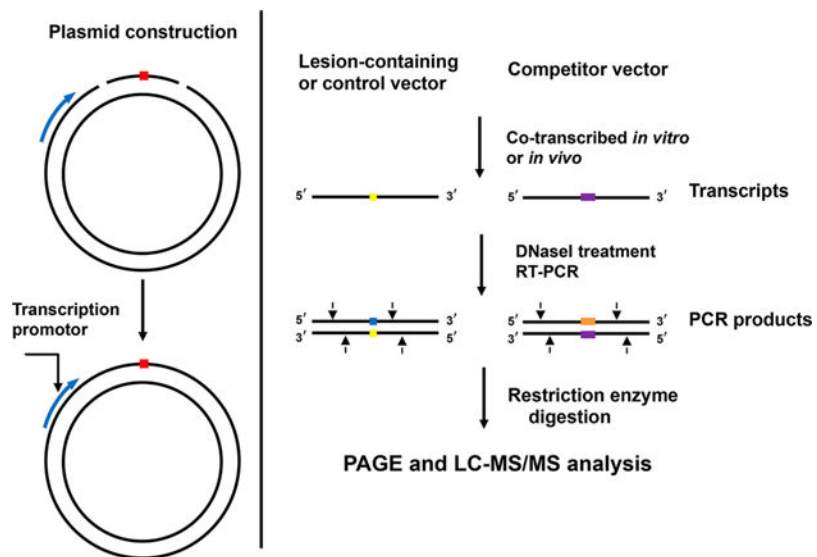 Plasmid construction
Transcription
promotor
Lesion-containing
or control vector
Competitor vector
Co-transcribed in vitro
or in vivo
5′ 3′ 5′ 3′ Transcripts
DNaseI treatment
RT-PCR
5′ 3′ 5′ 3′ PCR products
3′ 5′ 3′ 5′
Restriction enzyme
digestion
PAGE and LC-MS/MS analysis